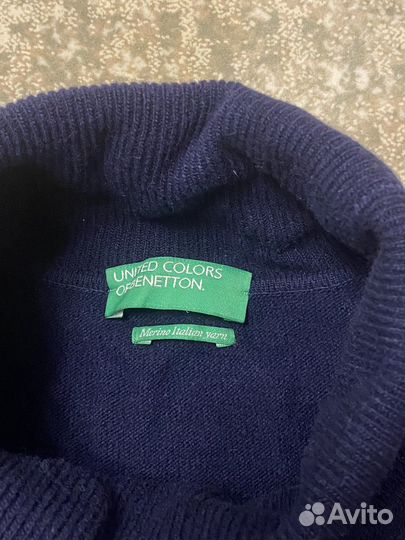 UNITED COLORS
OF BENETTON.
Merino Italian yarn
Avito